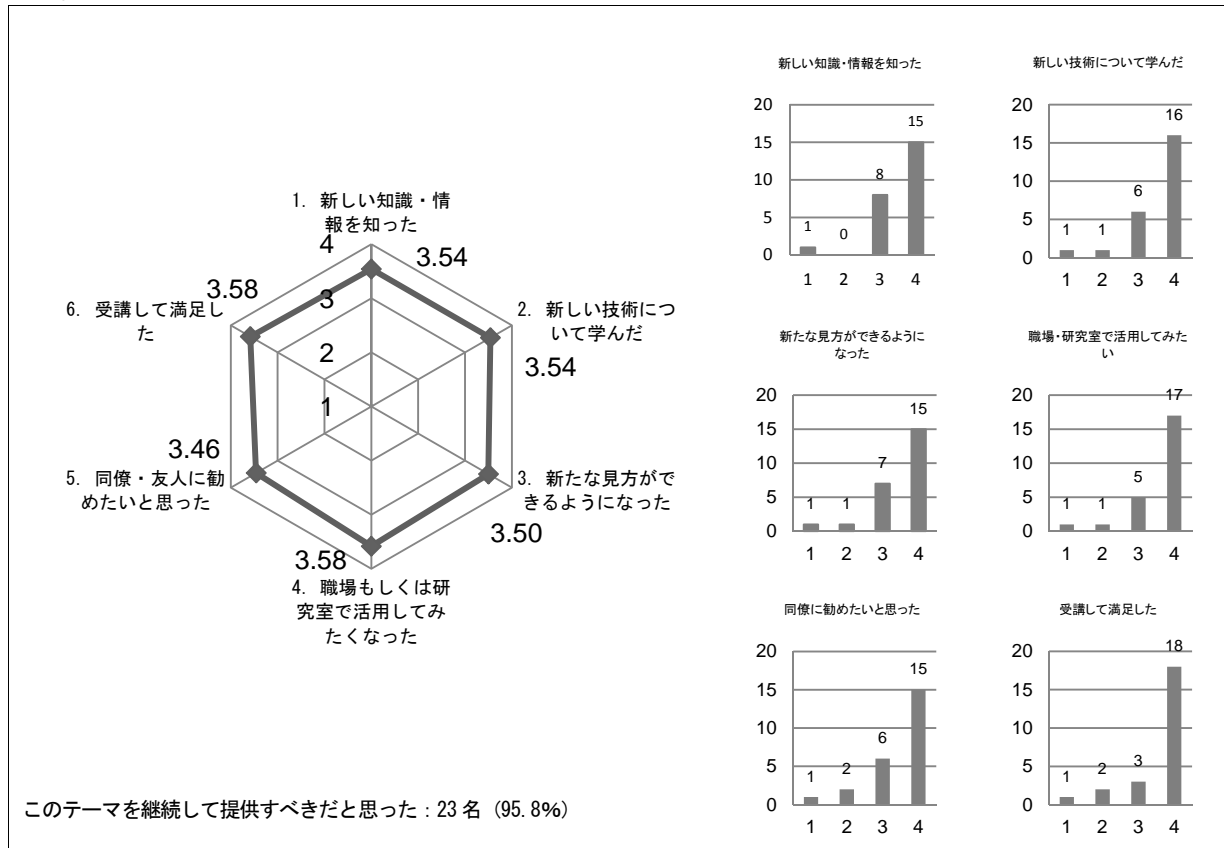 1. 新しい知識・情
報を知った
4
3.54
3.58
3
6. 受講して満足し
た
2. 新しい技術につ
いて学んだ
2
3.54
1
3.46
5. 同僚・友人に勧
めたいと思った
3. 新たな見方がで
きるようになった
3.50
3.58
4. 職場もしくは研
究室で活用してみ
たくなった
このテーマを継続して提供すべきだと思った：23 名 (95.8%)
新しい知識・情報を知った
20
15
10
5
0
1
0
8
15
1 2 3 4
新しい技術について学んだ
20
15
10
5
0
1
1
6
16
1 2 3 4
新たな見方ができるように
なった
20
15
10
5
0
1
1
7
15
1 2 3 4
職場・研究室で活用してみた
い
20
15
10
5
0
1
1
5
17
1 2 3 4
同僚に勧めたいと思った
20
15
10
5
0
1
2
6
15
1 2 3 4
受講して満足した
20
15
10
5
0
1
2
3
18
1 2 3 4